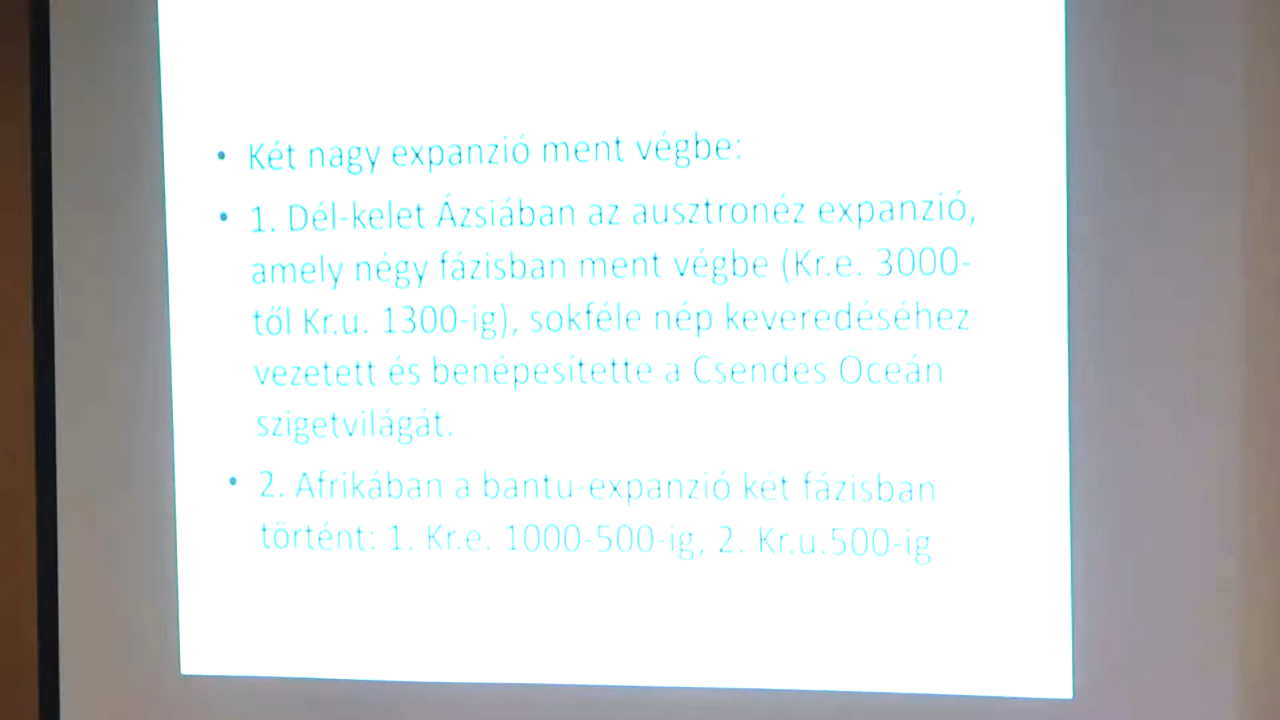 • Két nagy expanzió ment végbe:
• 1. Dél-kelet Ázsiában az ausztronéz expanzió,
amely négy fázisban ment végbe (Kr.e. 3000-
től Kr.u. 1300-ig), sokféle nép keveredéséhez
vezetett és benépesítette a Csendes Óceán
szigetvilágát.
• 2. Afrikában a bantu-expanzió két fázisban
történt: 1. Kr.e. 1000-500-ig, 2. Kr.u.500-ig